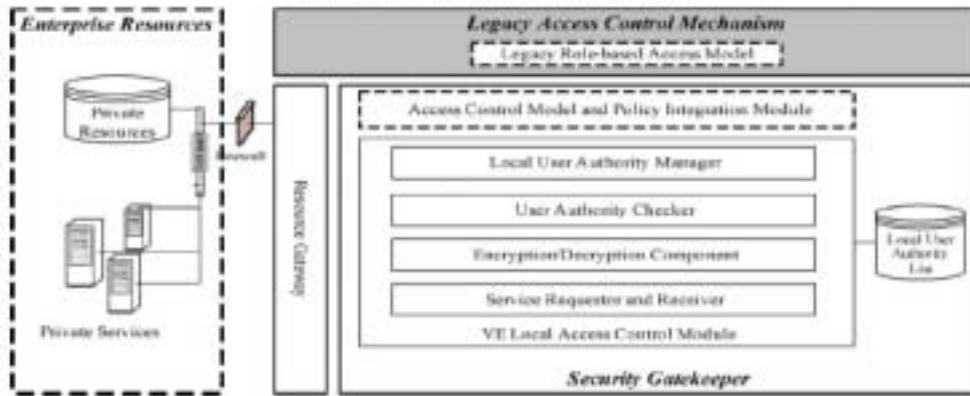 Enterprise Resources
Private
Resources
Private Services
Resource Gateway
Legacy Access Control Mechanism
Legacy Role-based Access Model
Access Control Model and Policy Integration Module
Local User Authority Manager
User Authority Checker
Encryption/Decryption Component
Service Requestor and Receiver
VE Local Access Control Module
Local User
Authority
List
Security Gatekeeper